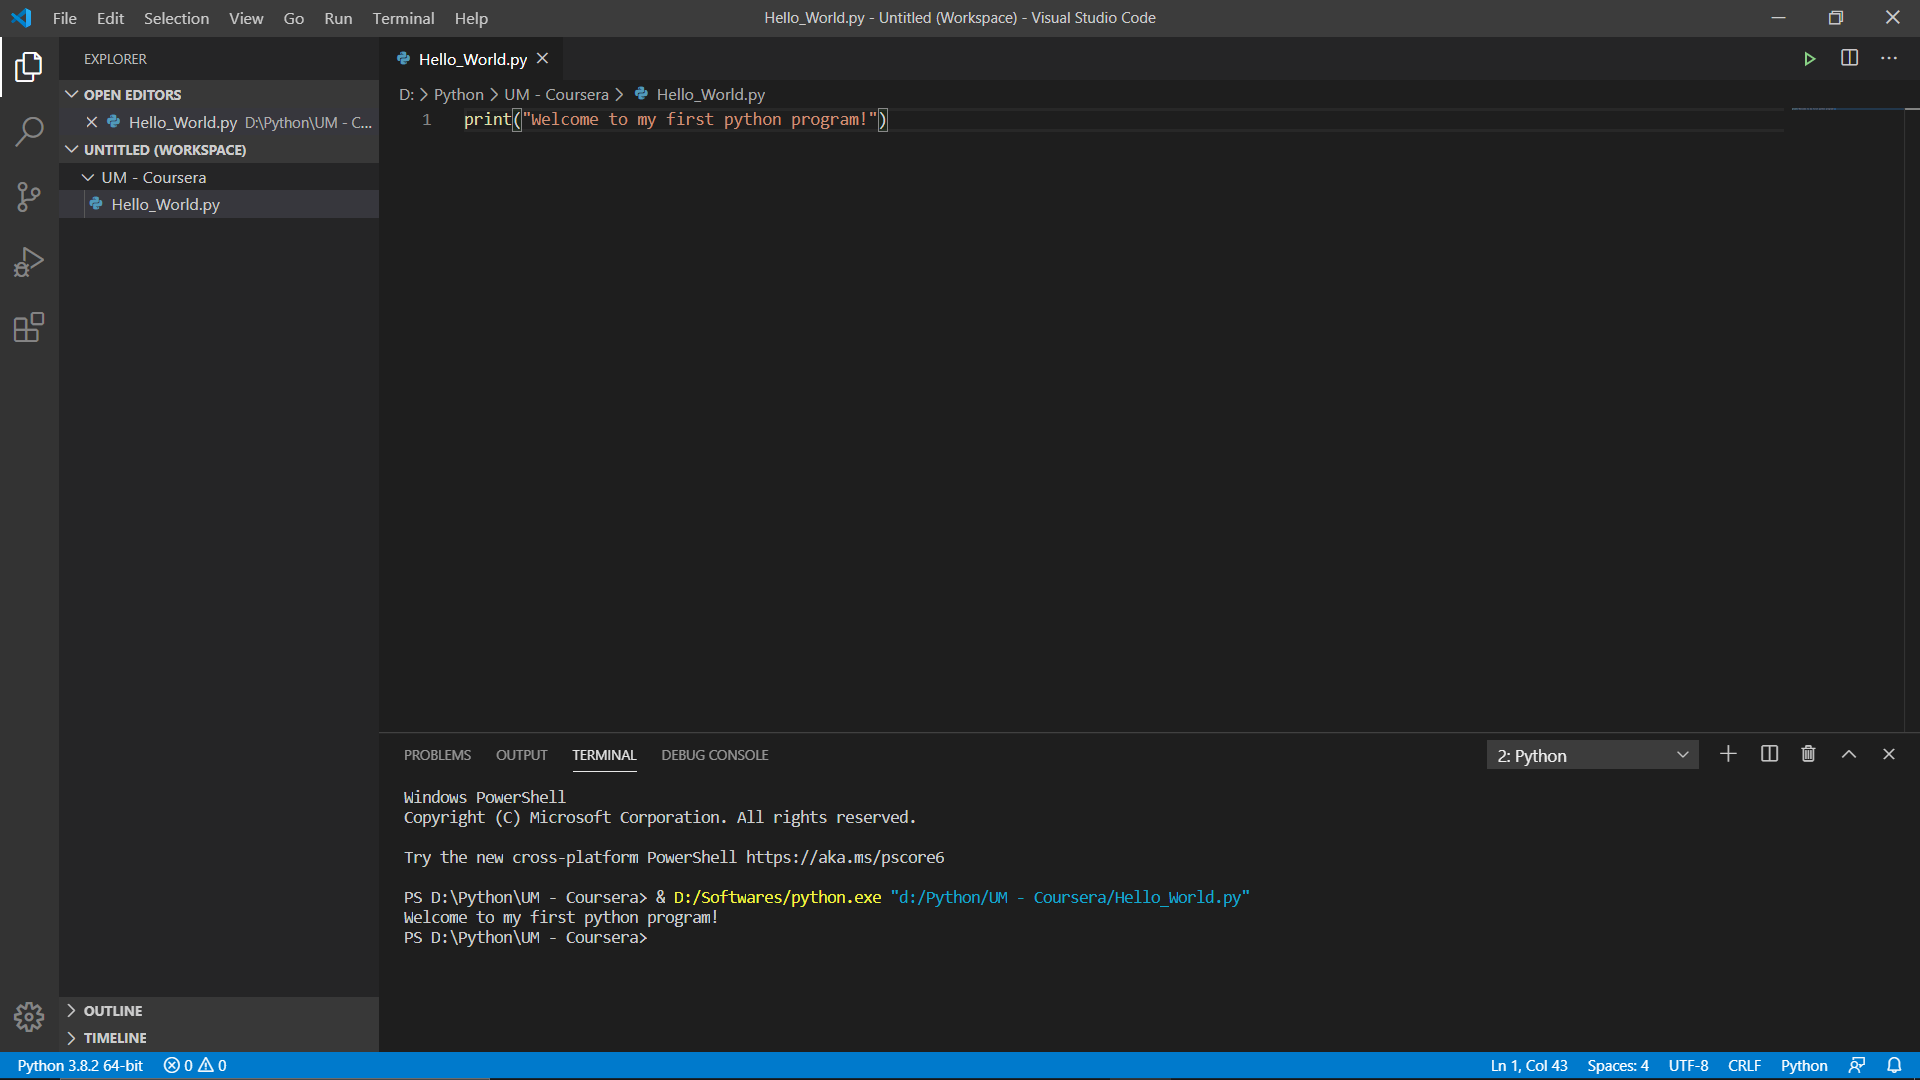 File Edit Selection View Go Run Terminal Help
Hello_World.py - Untitled (Workspace) - Visual Studio Code
EXPLORER
OPEN EDITORS
Hello_World.py D:\Python\UM - C...
UNTITLED (WORKSPACE)
UM - Coursera
Hello_World.py
OUTLINE
TIMELINE
Hello_World.py
D: > Python > UM - Coursera > Hello_World.py
1 print("Welcome to my first python program!")
PROBLEMS OUTPUT TERMINAL DEBUG CONSOLE
2: Python
Windows PowerShell
Copyright (C) Microsoft Corporation. All rights reserved.
Try the new cross-platform PowerShell https://aka.ms/pscore6
PS D:\Python\UM - Coursera> & D:/Softwares/python.exe "d:/Python/UM - Coursera/Hello_World.py"
Welcome to my first python program!
PS D:\Python\UM - Coursera>
Python 3.8.2 64-bit 0 0
Ln 1, Col 43 Spaces: 4 UTF-8 CRLF Python